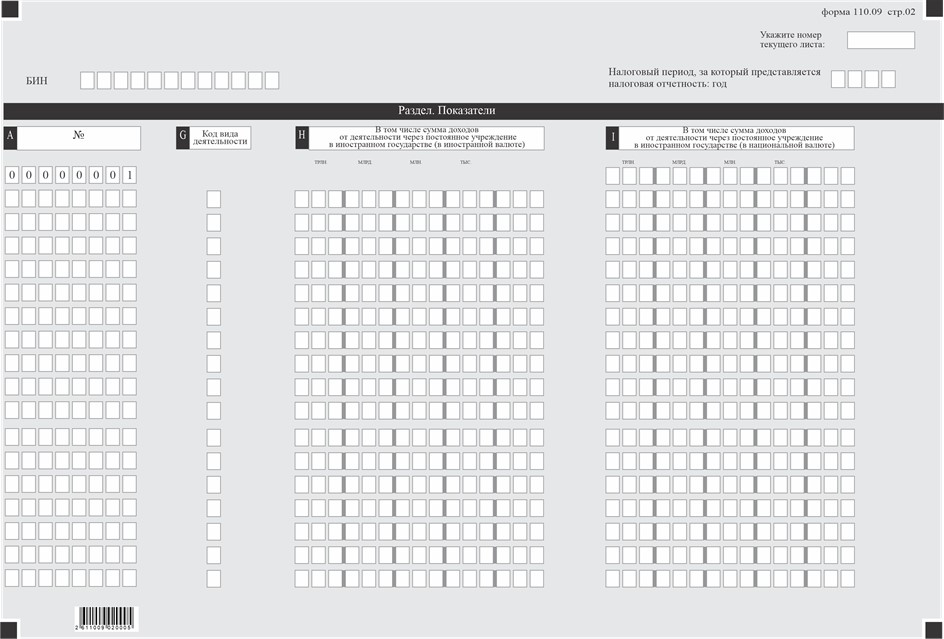 форма 110.09 стр.02
Укажите номер
текущего листа:
БИН
Налоговый период, за который представляется
налоговая отчетность: год
Раздел. Показатели
A
№
G
Код вида
деятельности
H
В том числе сумма доходов
от деятельности через постоянное учреждение
в иностранном государстве (в иностранной валюте)
I
В том числе сумма доходов
от деятельности через постоянное учреждение
в иностранном государстве (в национальной валюте)
ТРЛН МЛРД МЛН ТЫС
ТРЛН МЛРД МЛН ТЫС
0 0 0 0 0 0 0 1
2 611009 020005